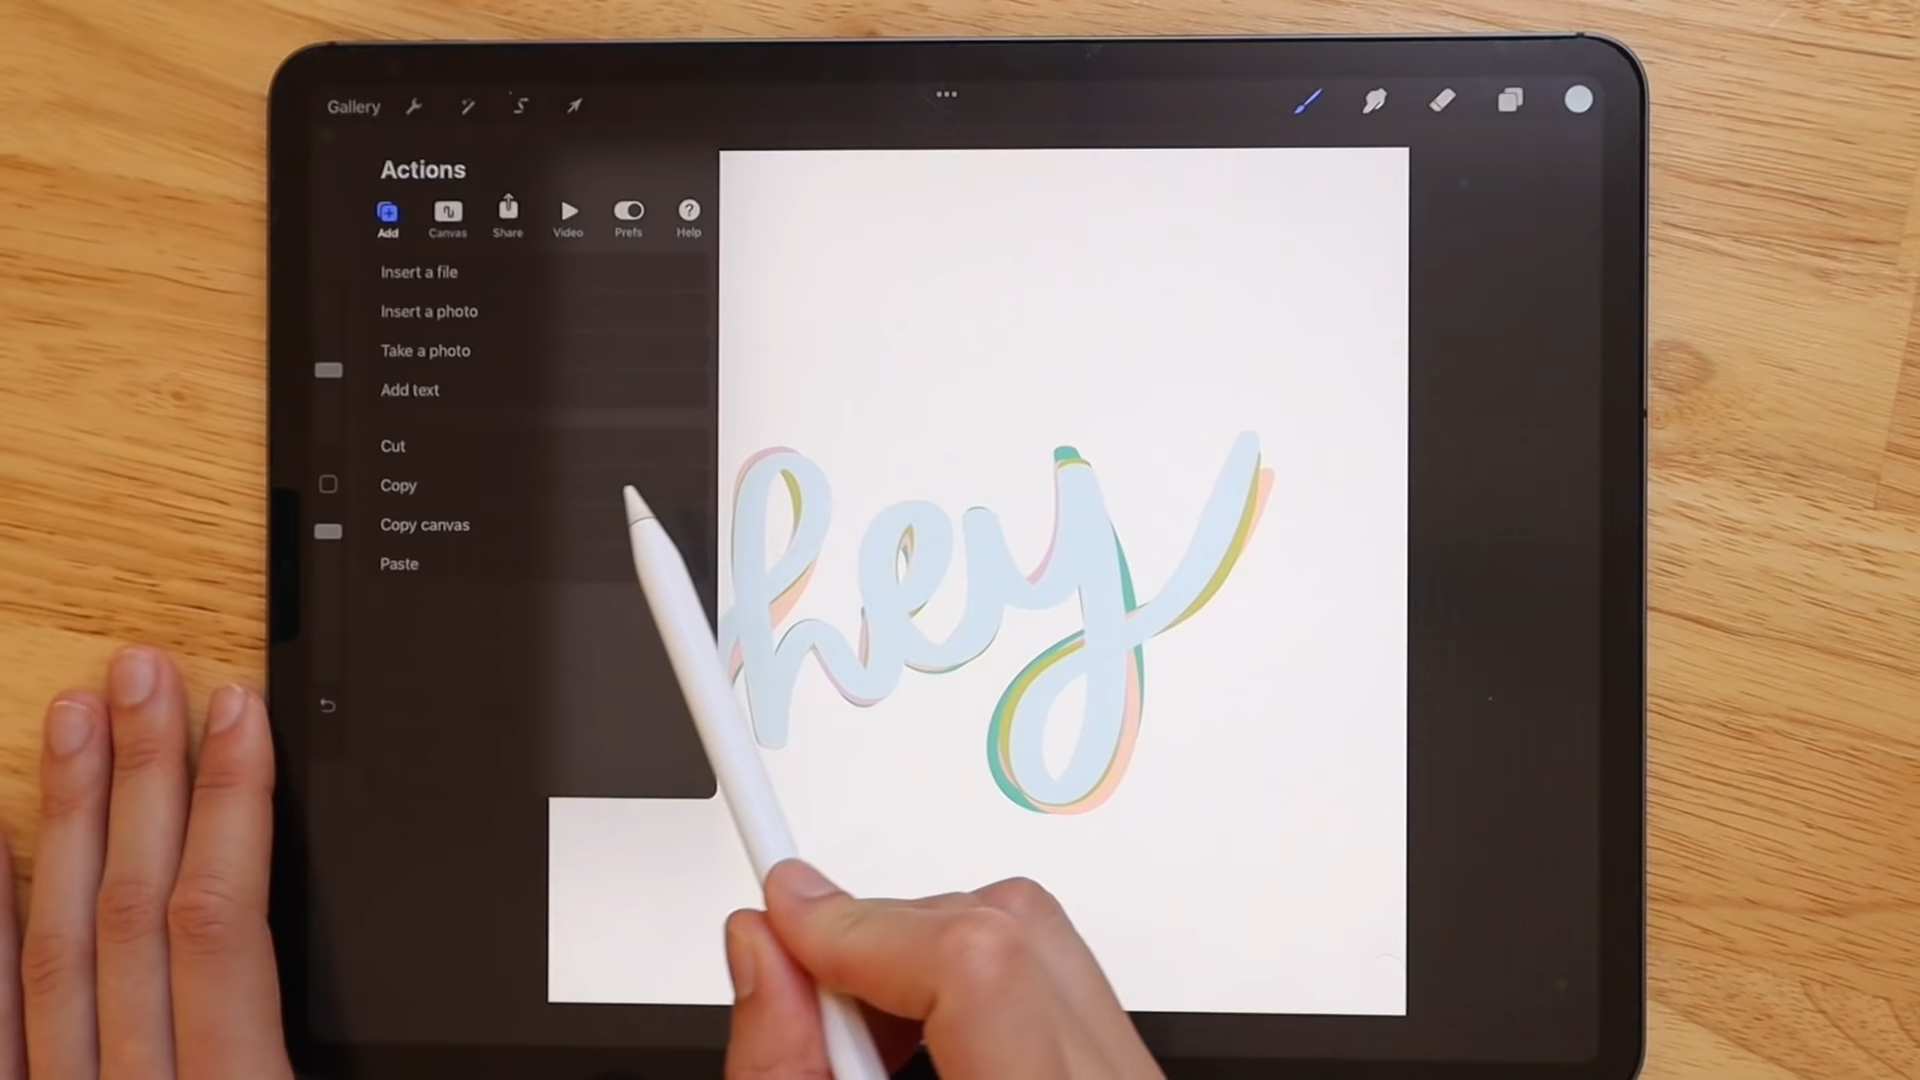 Gallery
Actions
Add Canvas Share Video Prefs Help
Insert a file
Insert a photo
Take a photo
Add text
Cut
Copy
Copy canvas
Paste
hey